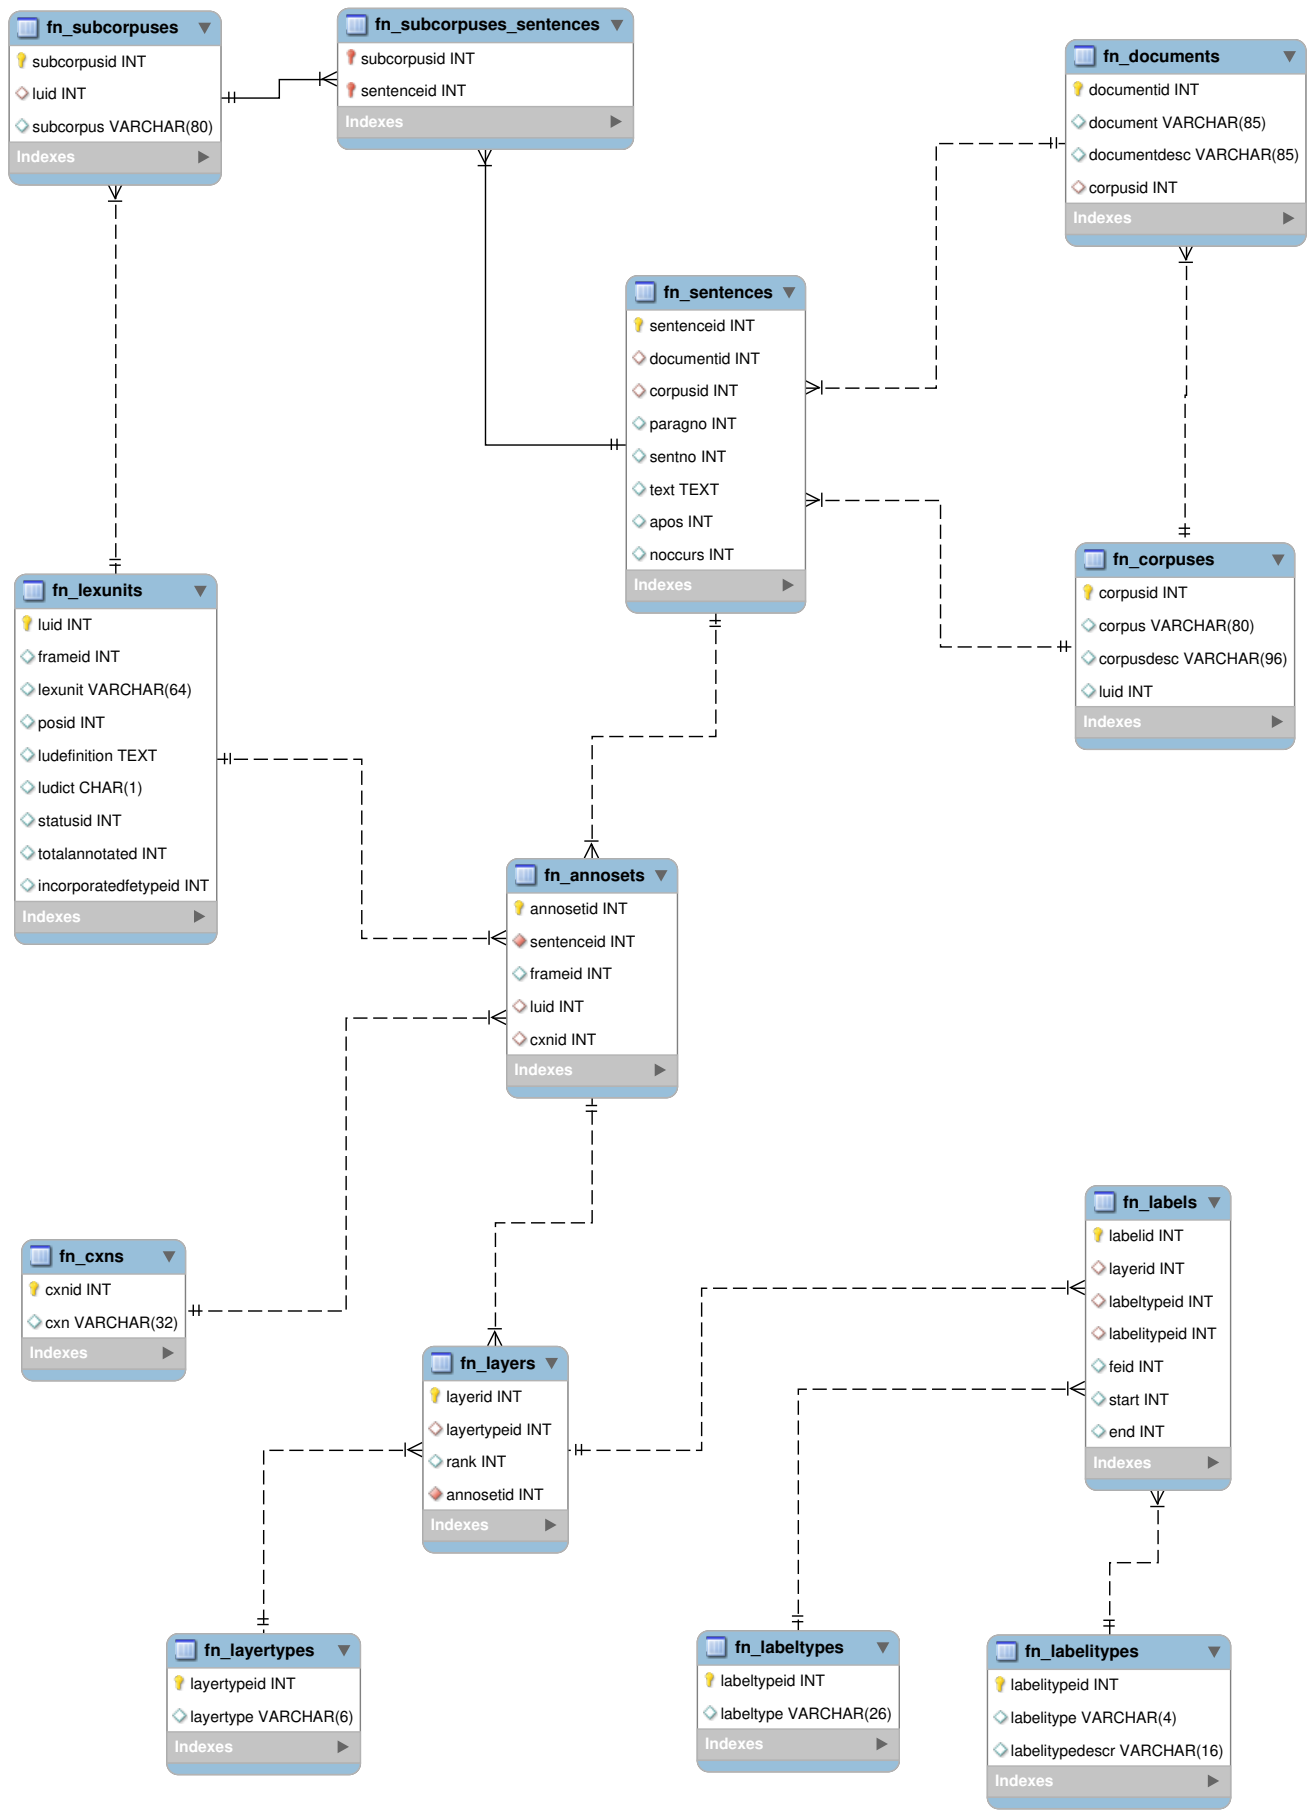 fn_subcorpuses
subcorpusid INT
luid INT
subcorpus VARCHAR(80)
Indexes
fn_subcorpuses_sentences
subcorpusid INT
sentenceid INT
Indexes
fn_documents
documentid INT
document VARCHAR(85)
documentdesc VARCHAR(85)
corpusid INT
Indexes
fn_sentences
sentenceid INT
documentid INT
corpusid INT
paragno INT
sentno INT
text TEXT
apos INT
noccurs INT
Indexes
fn_corpuses
corpusid INT
corpus VARCHAR(80)
corpusdesc VARCHAR(96)
luid INT
Indexes
fn_lexunits
luid INT
frameid INT
lexunit VARCHAR(64)
posid INT
ludefinition TEXT
ludict CHAR(1)
statusid INT
totalannotated INT
incorporatedfetypeid INT
Indexes
fn_annosets
annosetid INT
sentenceid INT
frameid INT
luid INT
cxnid INT
Indexes
fn_cxns
cxnid INT
cxn VARCHAR(32)
Indexes
fn_labels
labelid INT
layerid INT
labeltypeid INT
labelitypeid INT
feid INT
start INT
end INT
Indexes
fn_layers
layerid INT
layertypeid INT
rank INT
annosetid INT
Indexes
fn_layertypes
layertypeid INT
layertype VARCHAR(6)
Indexes
fn_labeltypes
labeltypeid INT
labeltype VARCHAR(26)
Indexes
fn_labelitypes
labelitypeid INT
labelitype VARCHAR(4)
labelitypedescr VARCHAR(16)
Indexes